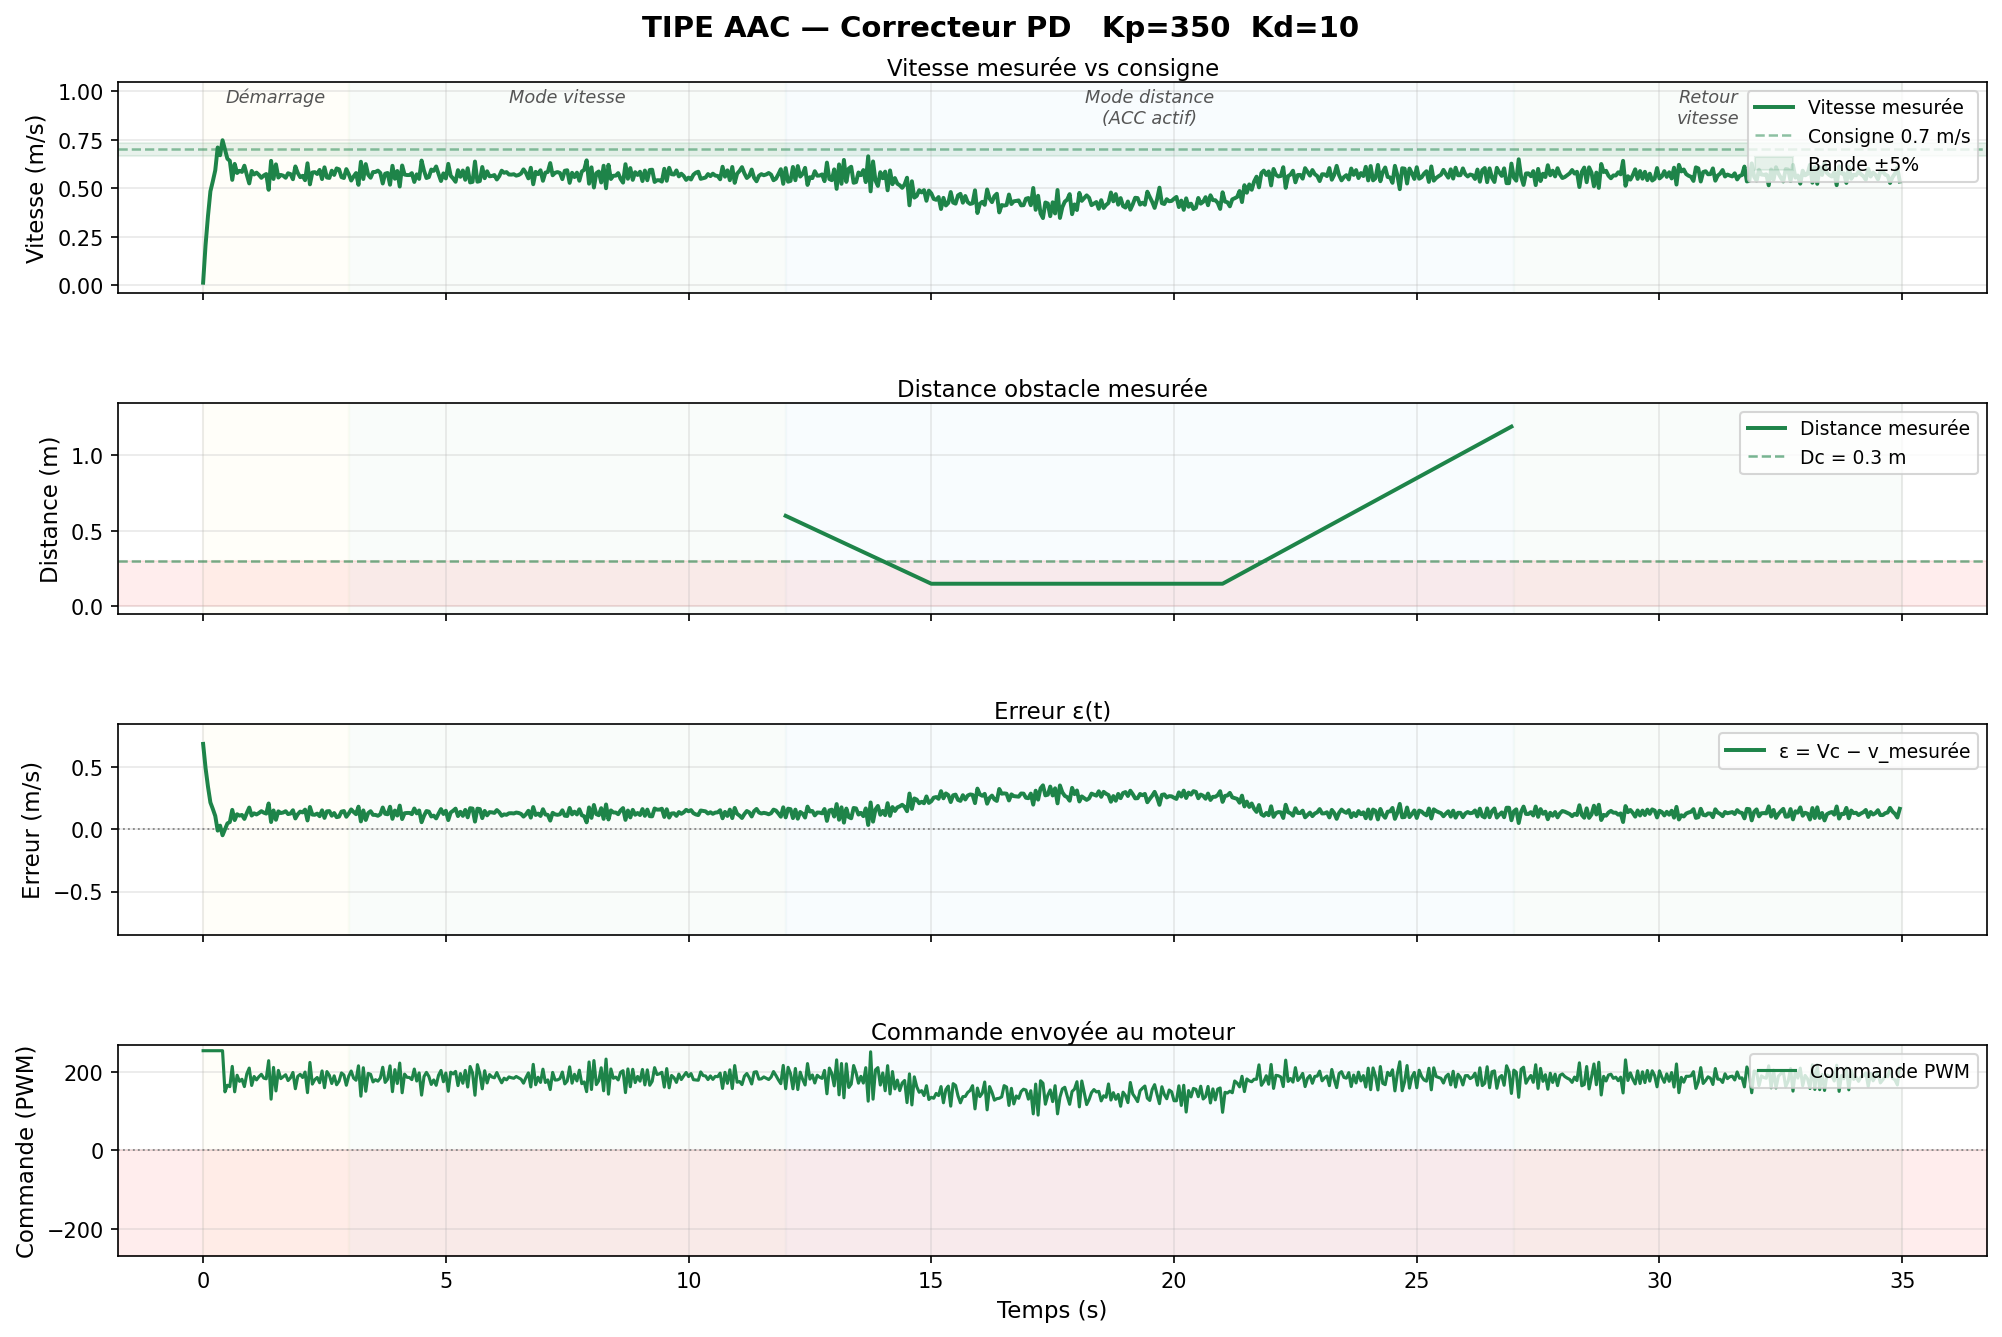 TIPE AAC — Correcteur PD   Kp=350  Kd=10
Vitesse mesurée vs consigne
Vitesse (m/s)
1.00
0.75
0.50
0.25
0.00
Démarrage
Mode vitesse
Mode distance
(ACC actif)
Retour
vitesse
Vitesse mesurée
Consigne 0.7 m/s
Bande ±5%
Distance obstacle mesurée
Distance (m)
1.0
0.5
0.0
Distance mesurée
Dc = 0.3 m
Erreur ε(t)
Erreur (m/s)
0.5
0.0
−0.5
ε = Vc − v_mesurée
Commande envoyée au moteur
Commande (PWM)
200
0
−200
Commande PWM
0 5 10 15 20 25 30 35
Temps (s)